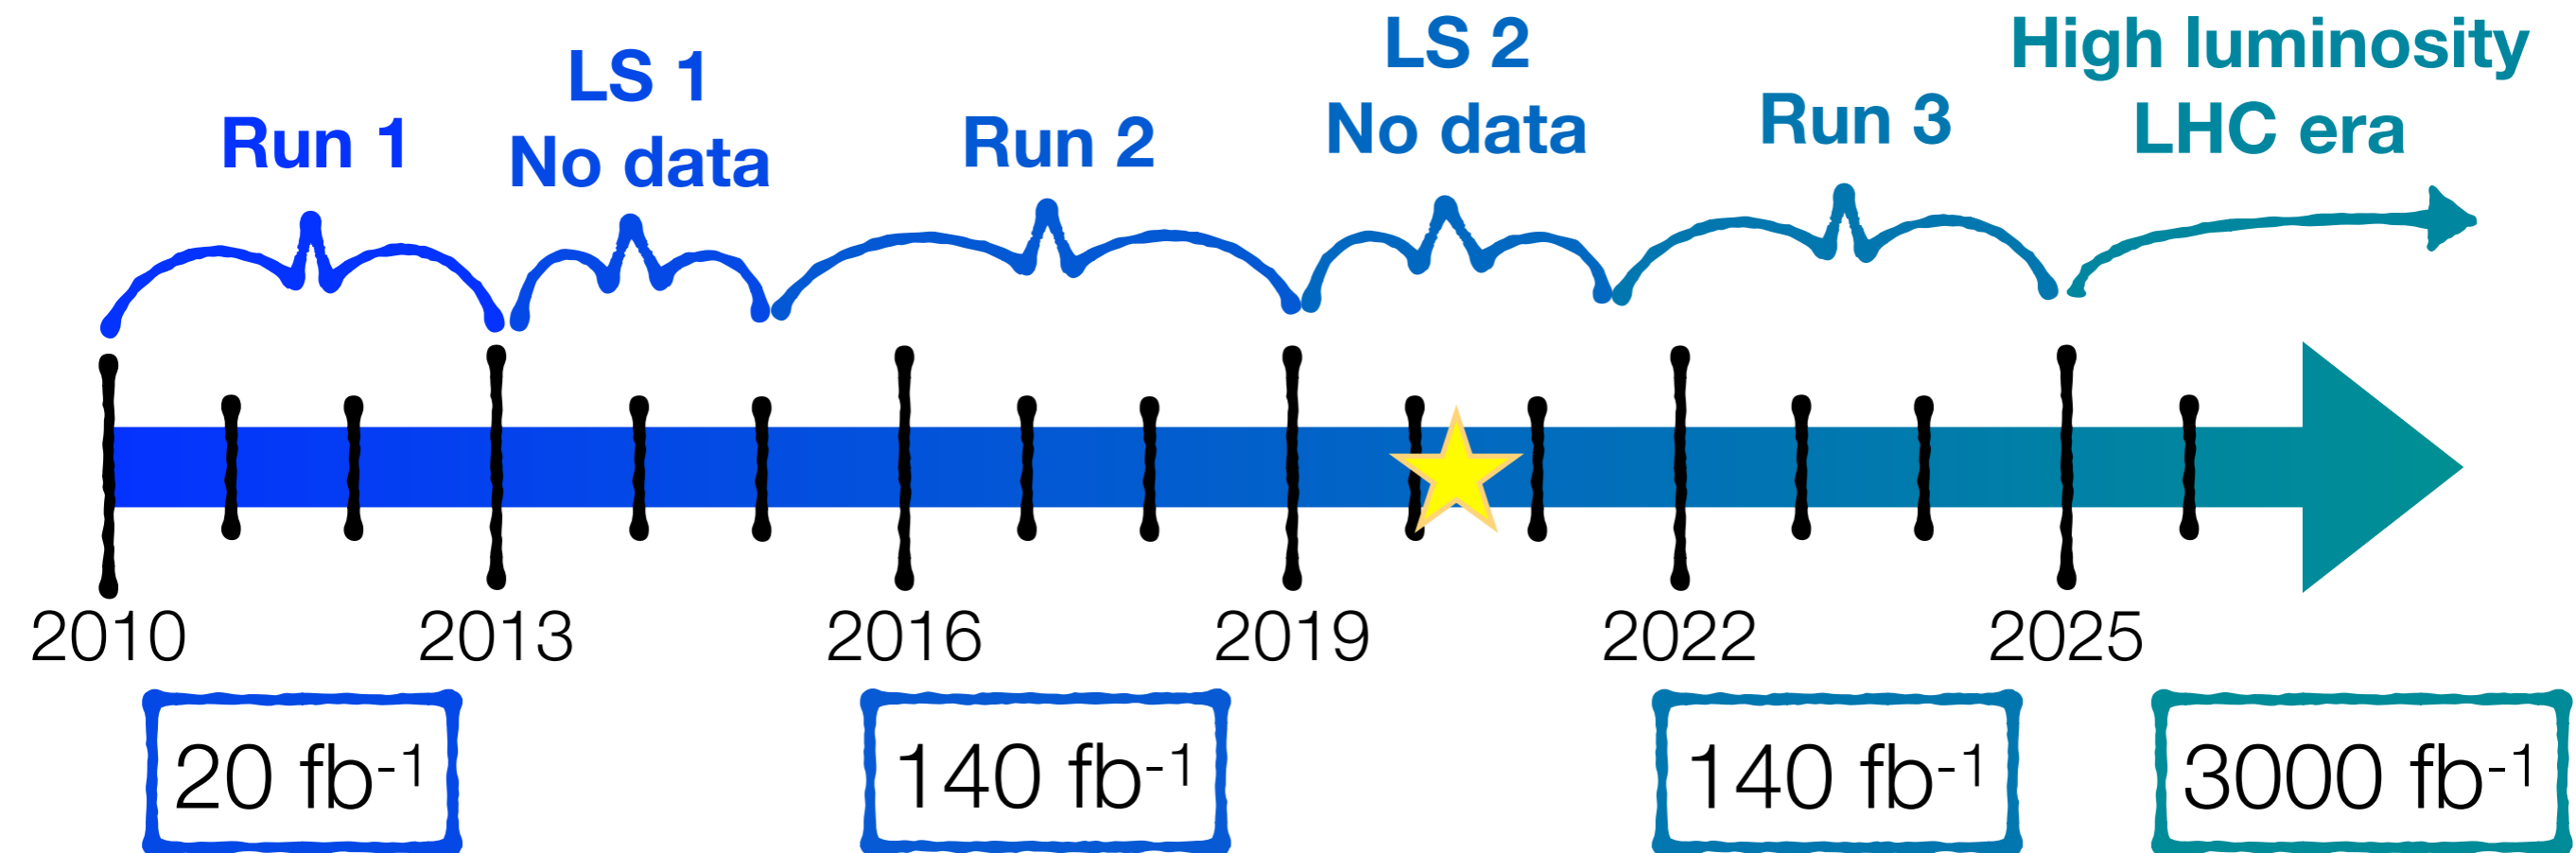 Run 1
LS 1
No data
Run 2
LS 2
No data
Run 3
High luminosity
LHC era
2010
2013
2016
2019
2022
2025
20 fb-1
140 fb-1
140 fb-1
3000 fb-1